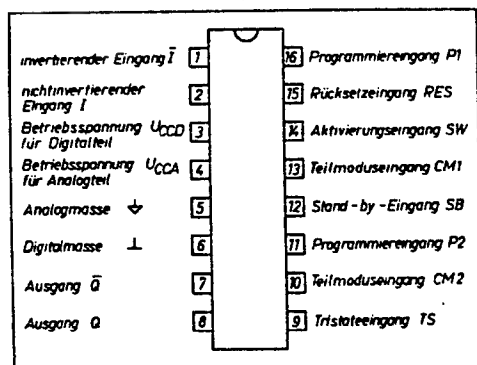 invertierender Eingang I̅ 1
nichtinvertierender
Eingang I 2
Betriebsspannung UCCD
für Digitalteil 3
Betriebsspannung UCCA
für Analogteil 4
Analogmasse 5
Digitalmasse ⊥ 6
Ausgang Q̅ 7
Ausgang Q 8
16 Programmiereingang P1
15 Rücksetzeingang RES
14 Aktivierungseingang SW
13 Teilmoduseingang CM1
12 Stand-by-Eingang SB
11 Programmiereingang P2
10 Teilmoduseingang CM2
9 Tristateeingang TS